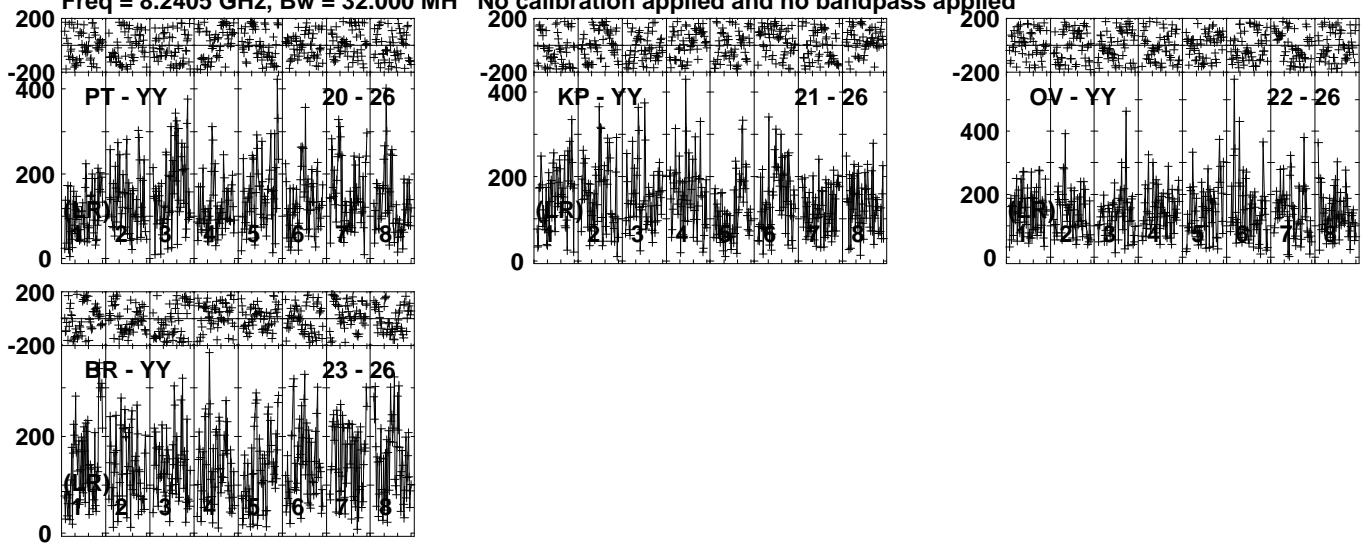 Freq = 8.2405 GHz, Bw = 32.000 MH No calibration applied and no bandpass applied
200 200 200
-200 -200 -200
400 PT - YY 20 - 26 400 KP - YY 21 - 26 OV - YY 22 - 26
400
200 200 200
(LR) (LR) (LR)
1 2 3 4 5 6 7 8 1 2 3 4 5 6 7 8 1 2 3 4 5 6 7 8
0 0 0
200
-200
BR - YY 23 - 26
200
(LR)
1 2 3 4 5 6 7 8
0